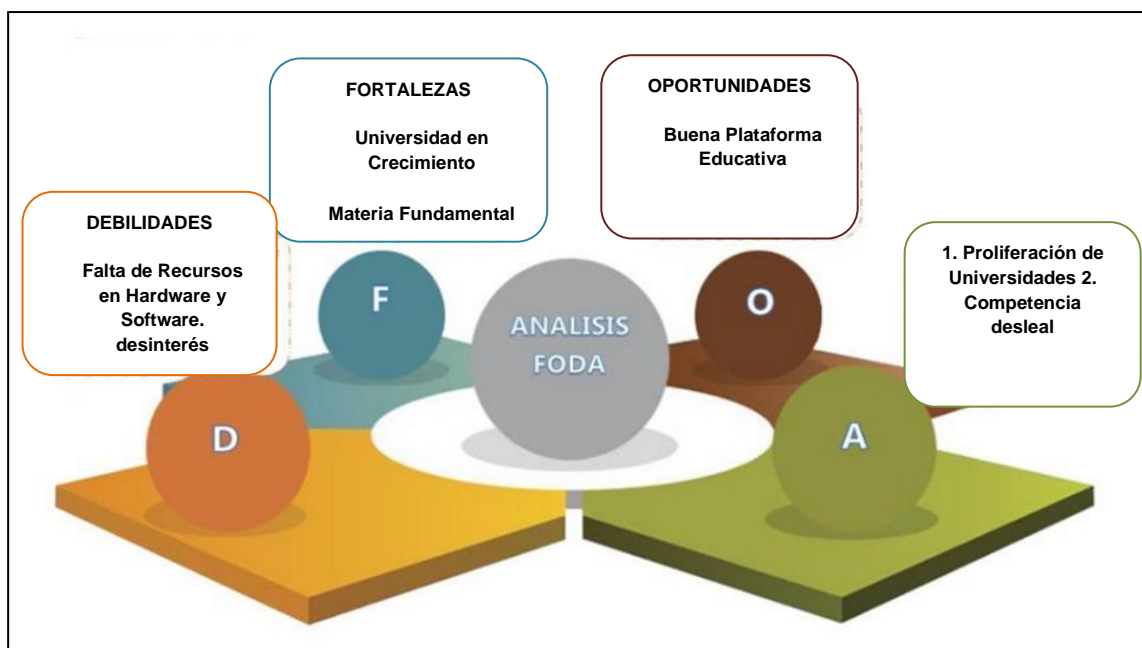 FORTALEZAS
Universidad en
Crecimiento
Materia Fundamental
OPORTUNIDADES
Buena Plataforma
Educativa
DEBILIDADES
Falta de Recursos
en Hardware y
Software.
desinterés
1. Proliferación de
Universidades 2.
Competencia
desleal
F
O
ANALISIS
FODA
D
A